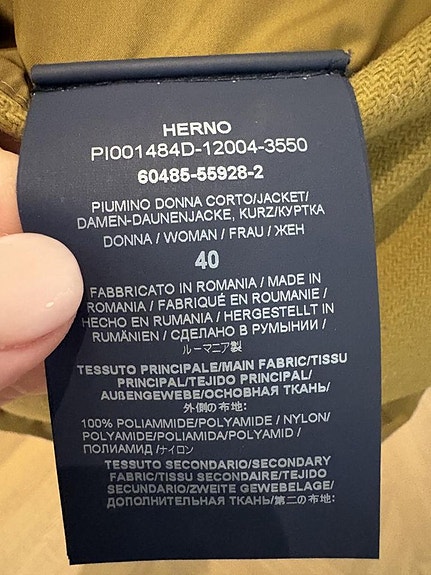 HERNO
PI001484D-12004-3550
60485-55928-2
PIUMINO DONNA CORTO/JACKET/
DAMEN-DAUNENJACKE, KURZ/КУРТКА
DONNA / WOMAN / FRAU / ЖЕН
40
FABBRICATO IN ROMANIA / MADE IN
ROMANIA / FABRIQUÉ EN ROUMANIE /
HECHO EN RUMANIA / HERGESTELLT IN
RUMÄNIEN / СДЕЛАНО В РУМЫНИИ /
ルーマニア製
TESSUTO PRINCIPALE/MAIN FABRIC/TISSU
PRINCIPAL/TEJIDO PRINCIPAL/
AUßENGEWEBE/ОСНОВНАЯ ТКАНЬ/
外側の布地:
100% POLIAMMIDE/POLYAMIDE / NYLON/
POLYAMIDE/POLIAMIDA/POLYAMID /
ПОЛИАМИД /ナイロン
TESSUTO SECONDARIO/SECONDARY
FABRIC/TISSU SECONDAIRE/TEJIDO
SECUNDARIO/ZWEITE GEWEBELAGE/
ДОПОЛНИТЕЛЬНАЯ ТКАНЬ/第二の布地: